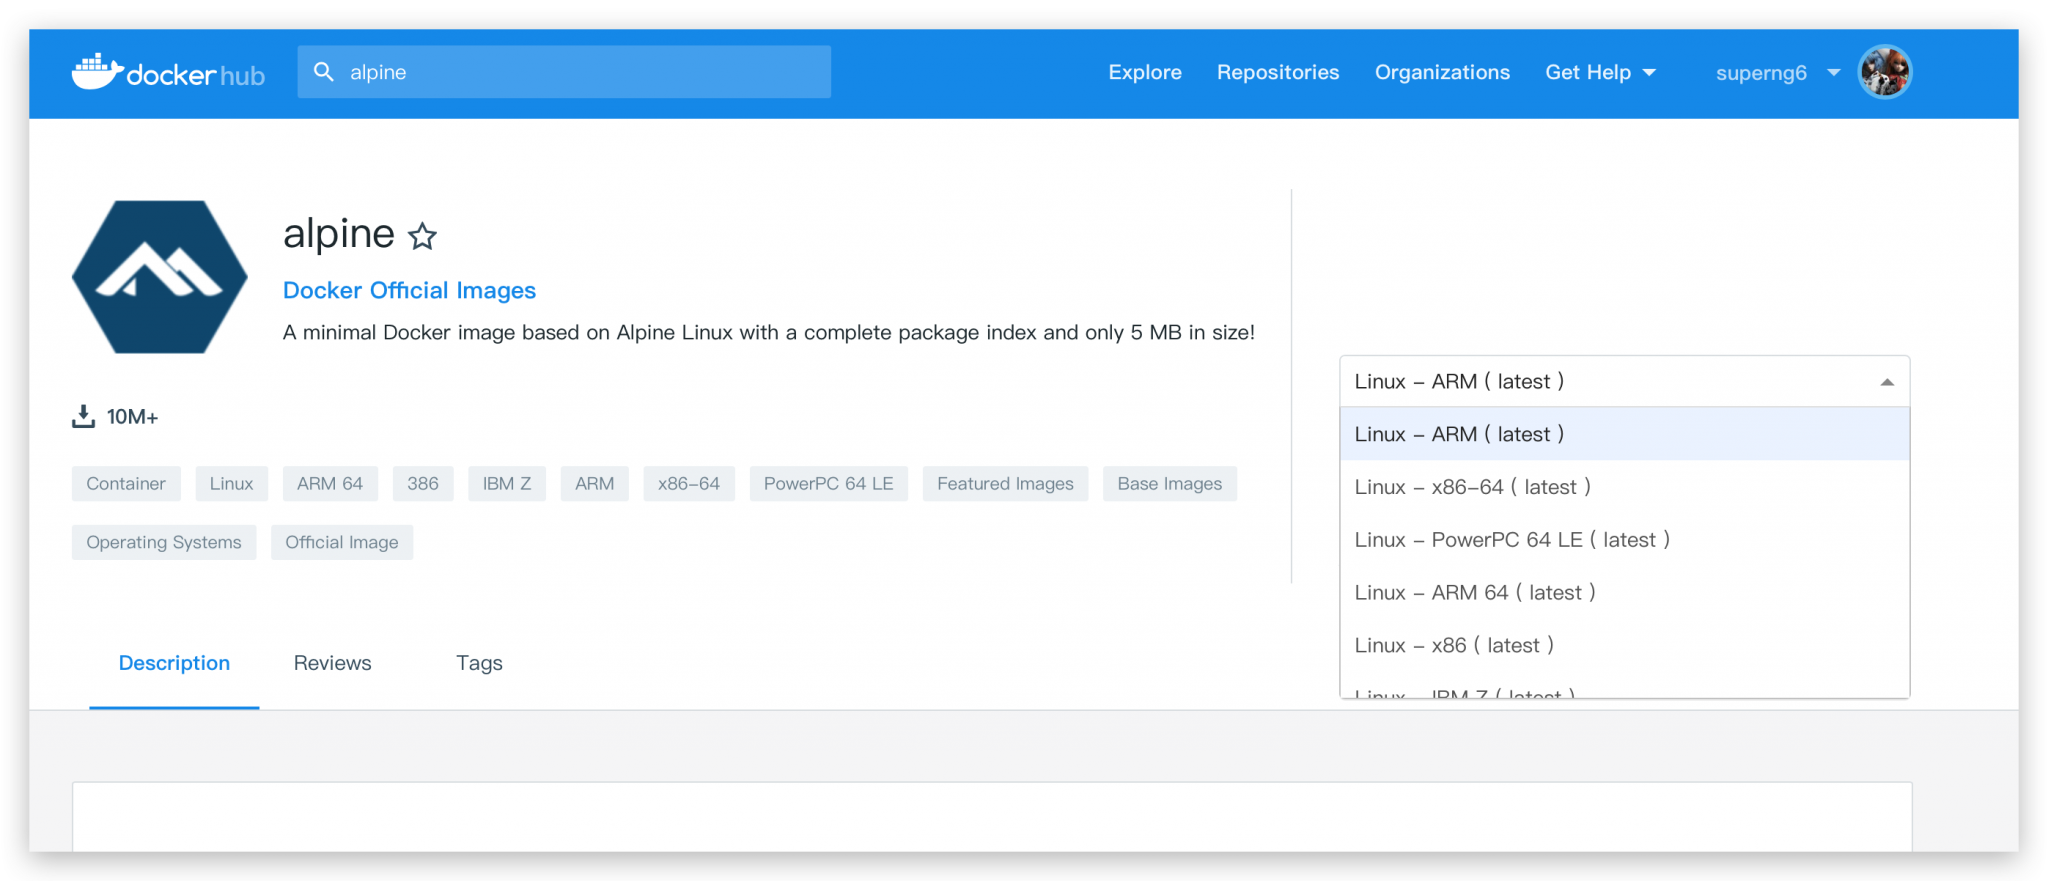 docker hub
alpine
Explore Repositories Organizations Get Help superng6
alpine
Docker Official Images
A minimal Docker image based on Alpine Linux with a complete package index and only 5 MB in size!
10M+
Container Linux ARM 64 386 IBM Z ARM x86-64 PowerPC 64 LE Featured Images Base Images
Operating Systems Official Image
Linux - ARM ( latest )
Linux - ARM ( latest )
Linux - x86-64 ( latest )
Linux - PowerPC 64 LE ( latest )
Linux - ARM 64 ( latest )
Linux - x86 ( latest )
Linux - IBM Z ( latest )
Description Reviews Tags